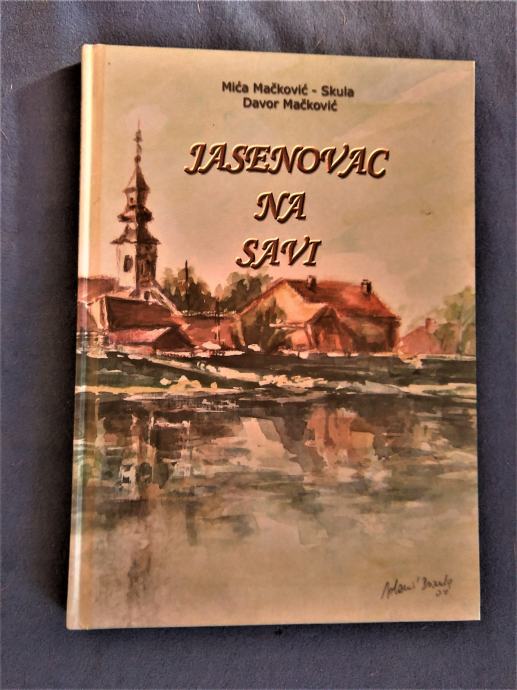 Mića Mačković - Skula
Davor Mačković
JASENOVAC
NA
SAVI